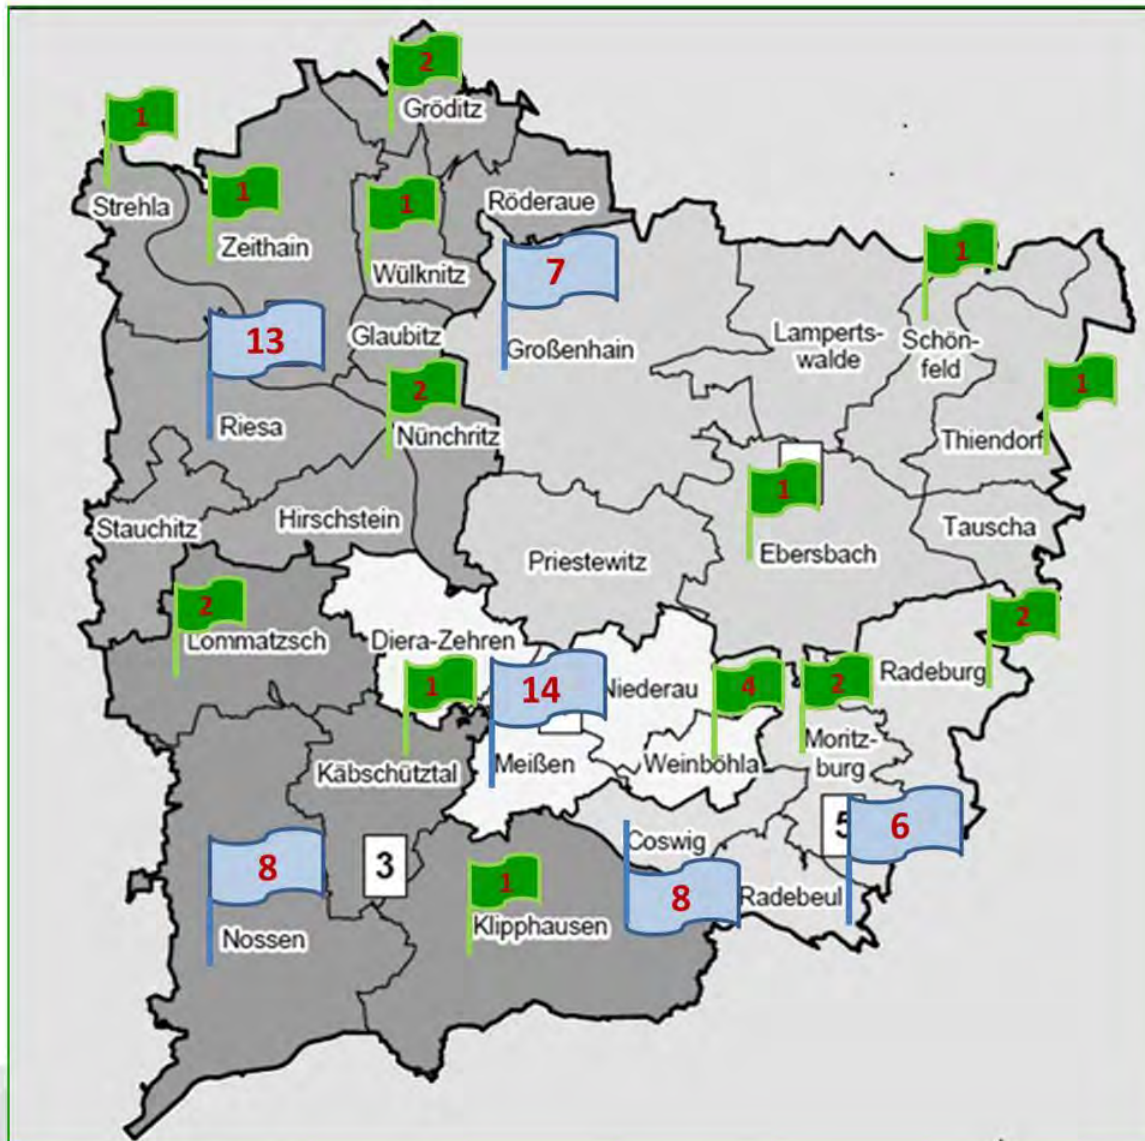 2
Gröditz
1
Strehla
1
Zeithain
1
Wülknitz
Röderaue
7
Großenhain
1
Schön-
feld
Lamperts-
walde
13
Riesa
Glaubitz
2
Nünchritz
1
Thiendorf
1
Ebersbach
Tauscha
Stauchitz
Hirschstein
Priestewitz
2
Lommatzsch
Diera-Zehren
1
Käbschütztal
14
Meißen
Niederau
4
Weinböhla
2
Moritz-
burg
2
Radeburg
8
Nossen
3
1
Klipphausen
Coswig
8
5
6
Radebeul